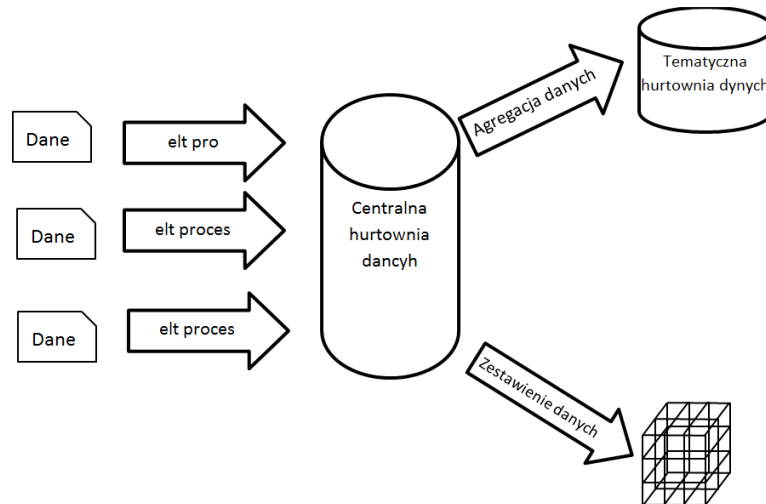 Dane
elt pro
Dane
elt proces
Dane
elt proces
Centralna
hurtownia
dancyh
Agregacja danych
Tematyczna
hurtownia dynych
Zestawienie danych